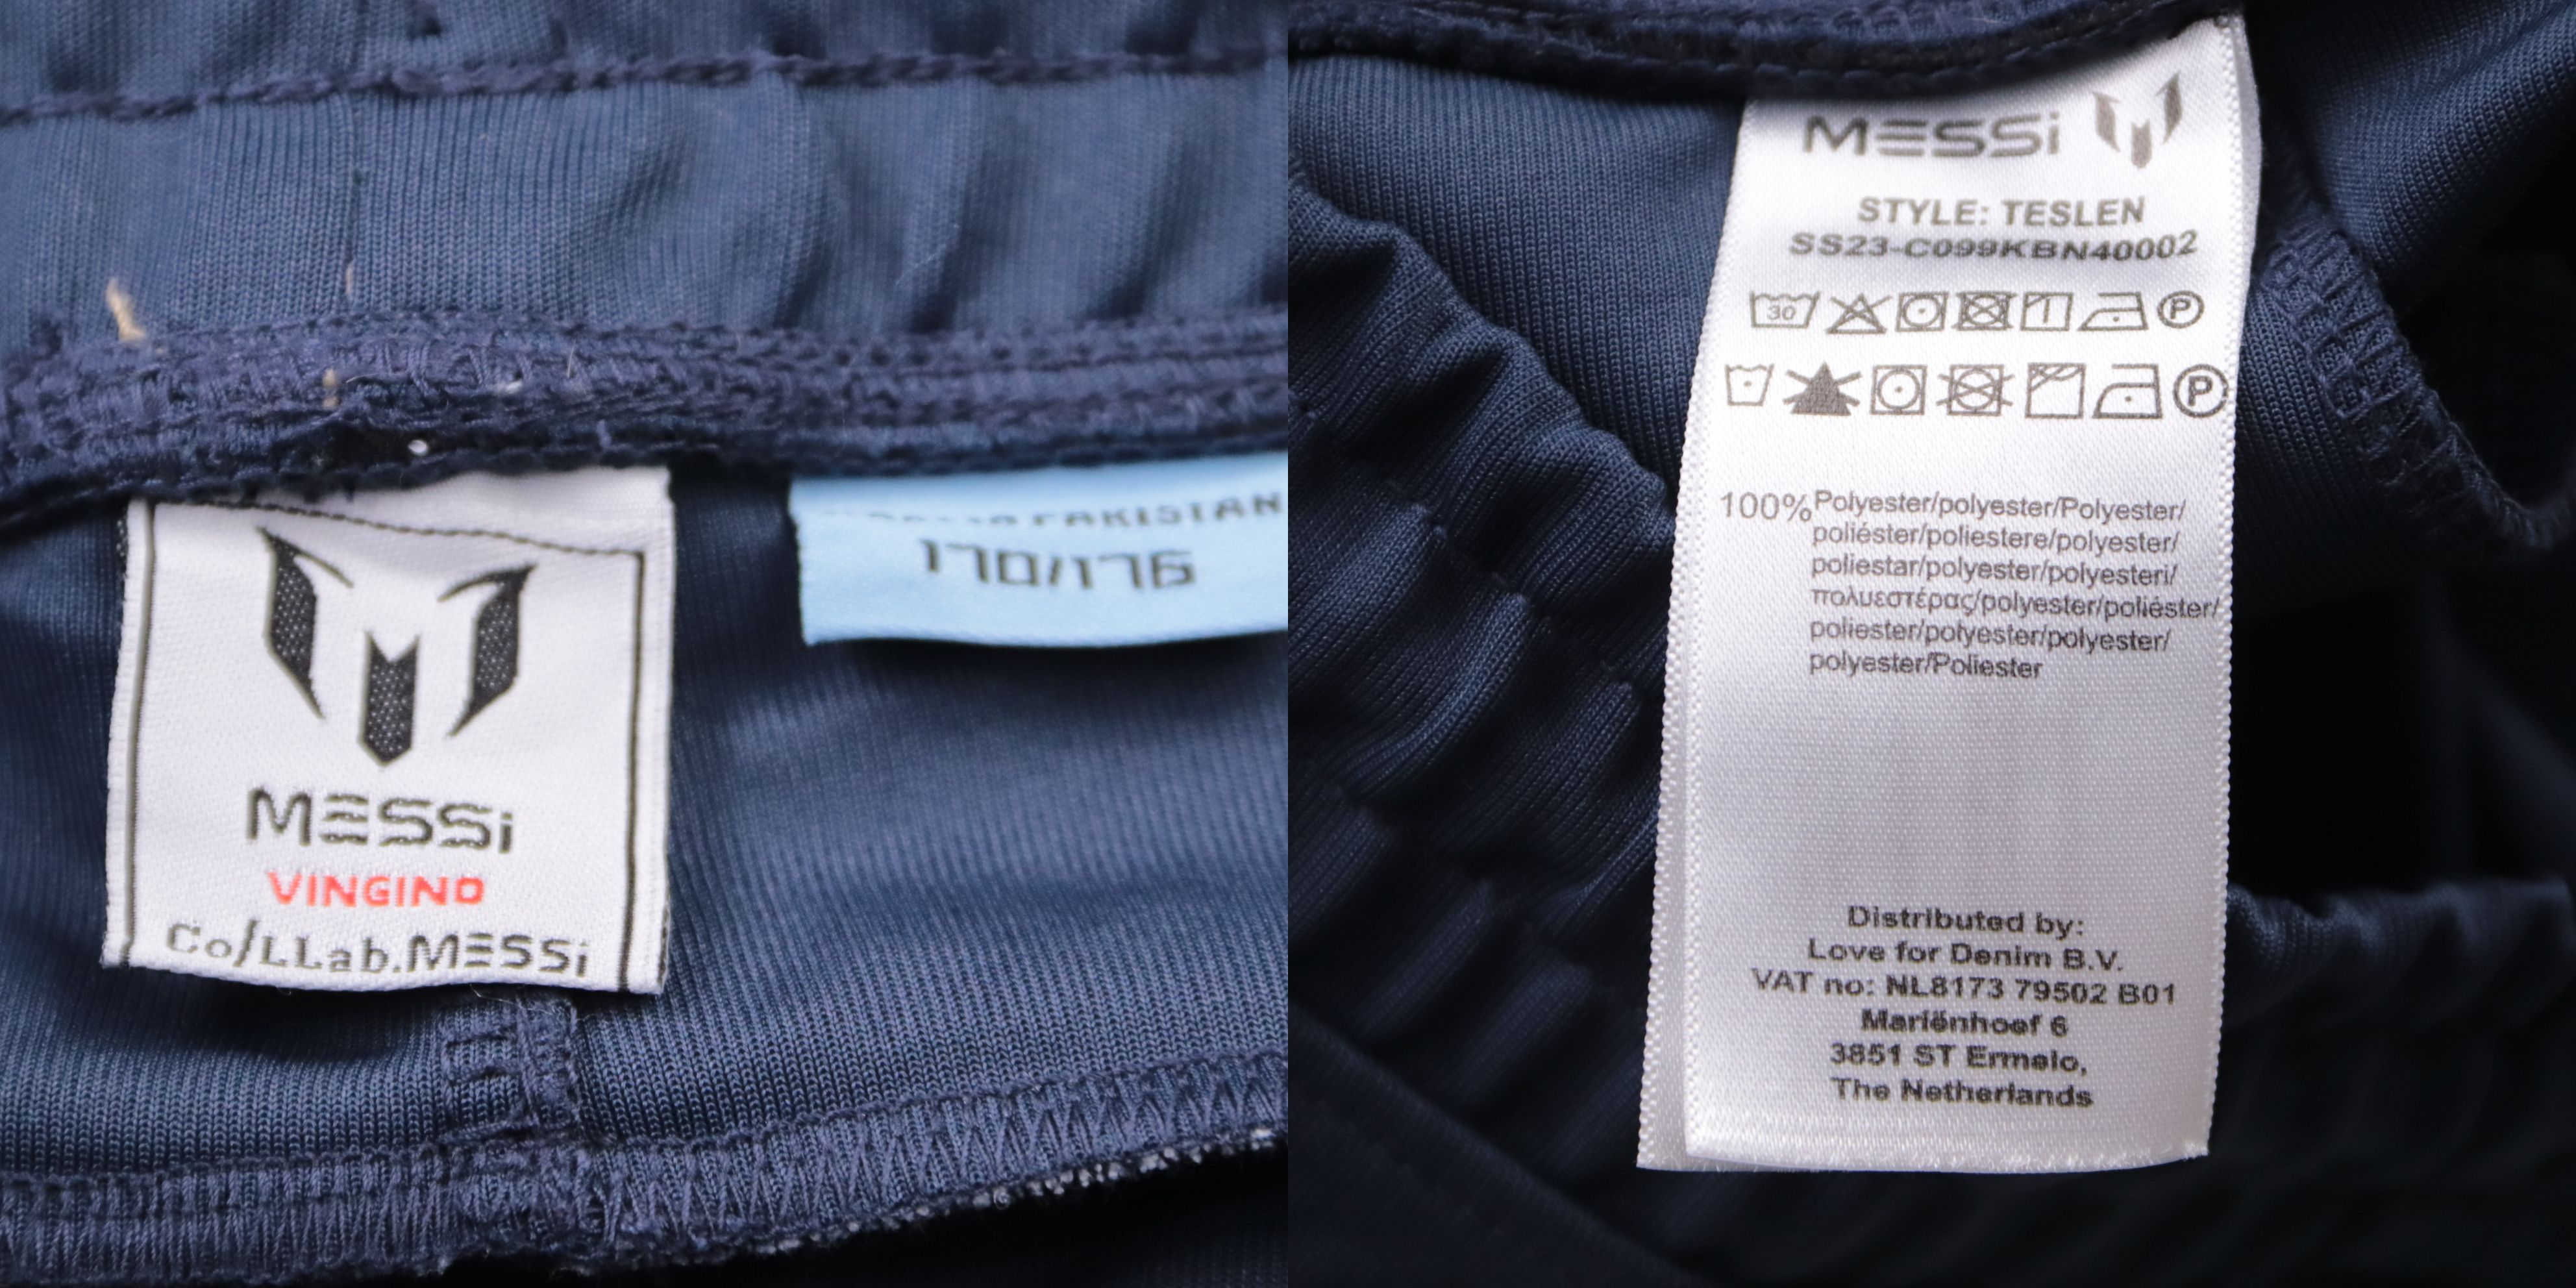 MESSi
VINGINO
Co/LLab.MESSi
PAKISTAN
170/176
MESSi
STYLE: TESLEN
SS23-C099KBN40002
30
P
P
100% Polyester/polyester/Polyester/
poliéster/poliestere/polyester/
poliestar/polyester/polyesteri/
πολυεστέρας/polyester/poliéster/
poliester/polyester/polyester/
polyester/Poliester
Distributed by:
Love for Denim B.V.
VAT no: NL8173 79502 B01
Mariënhoef 6
3851 ST Ermelo,
The Netherlands